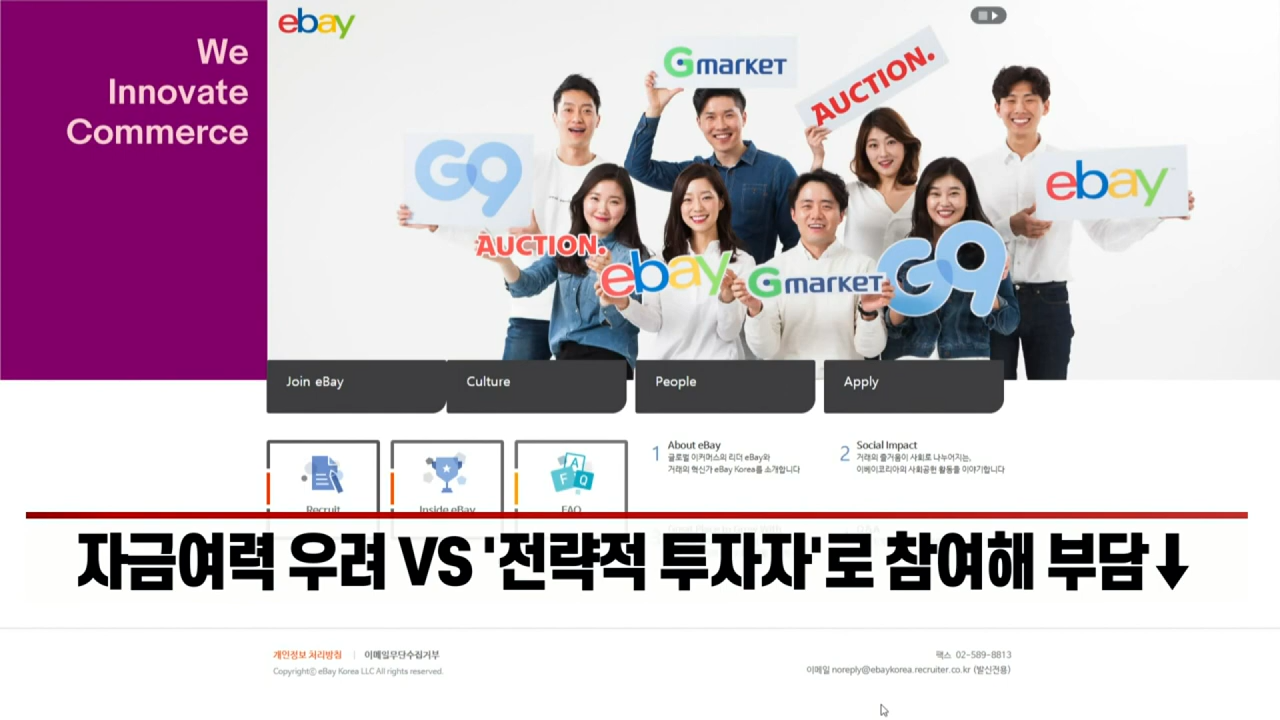 We
Innovate
Commerce
ebay
Gmarket
AUCTION.
G9
ebay
AUCTION.
ebay
Gmarket
G9
Join eBay
Culture
People
Apply
Recruit
Inside eBay
FAQ
1 About eBay
글로벌 이커머스의 리더 eBay와
거래의 혁신가 eBay Korea를 소개합니다
2 Social Impact
거래의 즐거움이 사회로 나누어지는,
이베이코리아의 사회공헌 활동을 이야기합니다
자금여력 우려 VS '전략적 투자자'로 참여해 부담↓
개인정보 처리방침 | 이메일무단수집거부
Copyrightⓒ eBay Korea LLC All rights reserved.
팩스 02-589-8813
이메일 noreply@ebaykorea.recruiter.co.kr (발신전용)